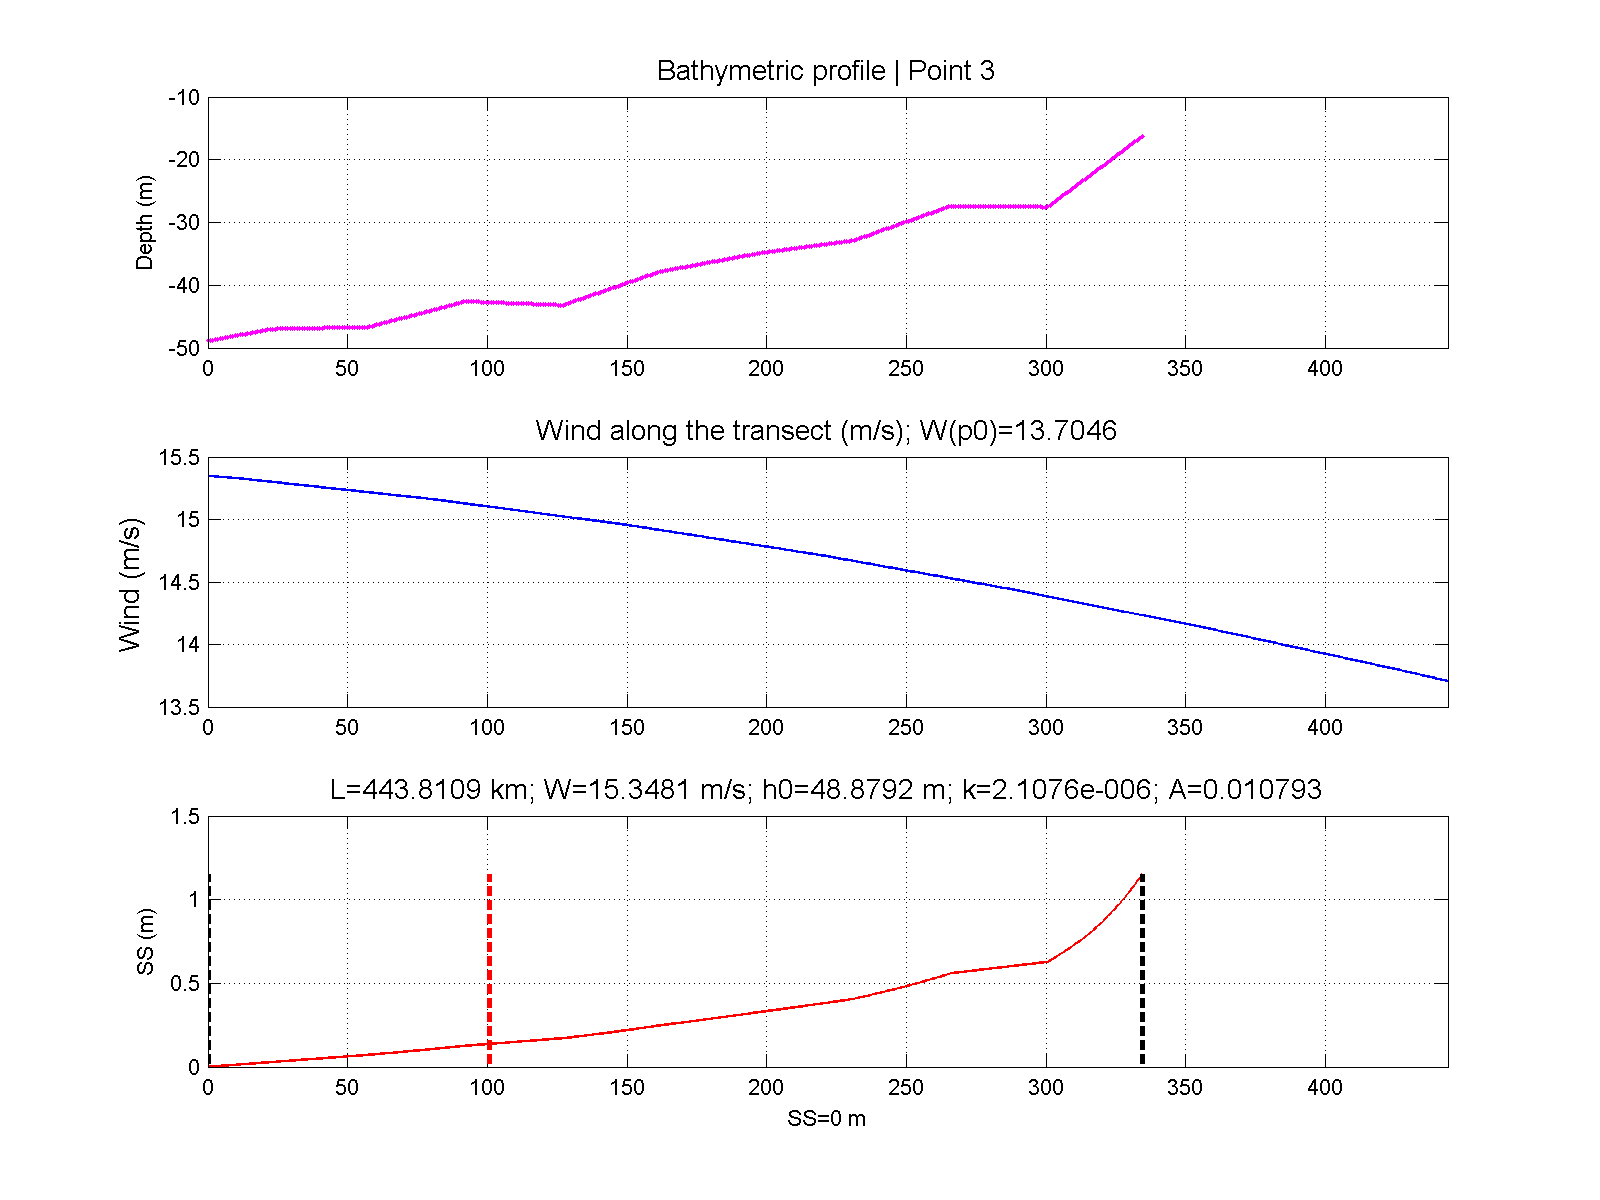 Bathymetric profile | Point 3
Depth (m)
-10
-20
-30
-40
-50
0 50 100 150 200 250 300 350 400
Wind along the transect (m/s); W(p0)=13.7046
Wind (m/s)
15.5
15
14.5
14
13.5
0 50 100 150 200 250 300 350 400
L=443.8109 km; W=15.3481 m/s; h0=48.8792 m; k=2.1076e-006; A=0.010793
SS (m)
1.5
1
0.5
0
0 50 100 150 200 250 300 350 400
SS=0 m